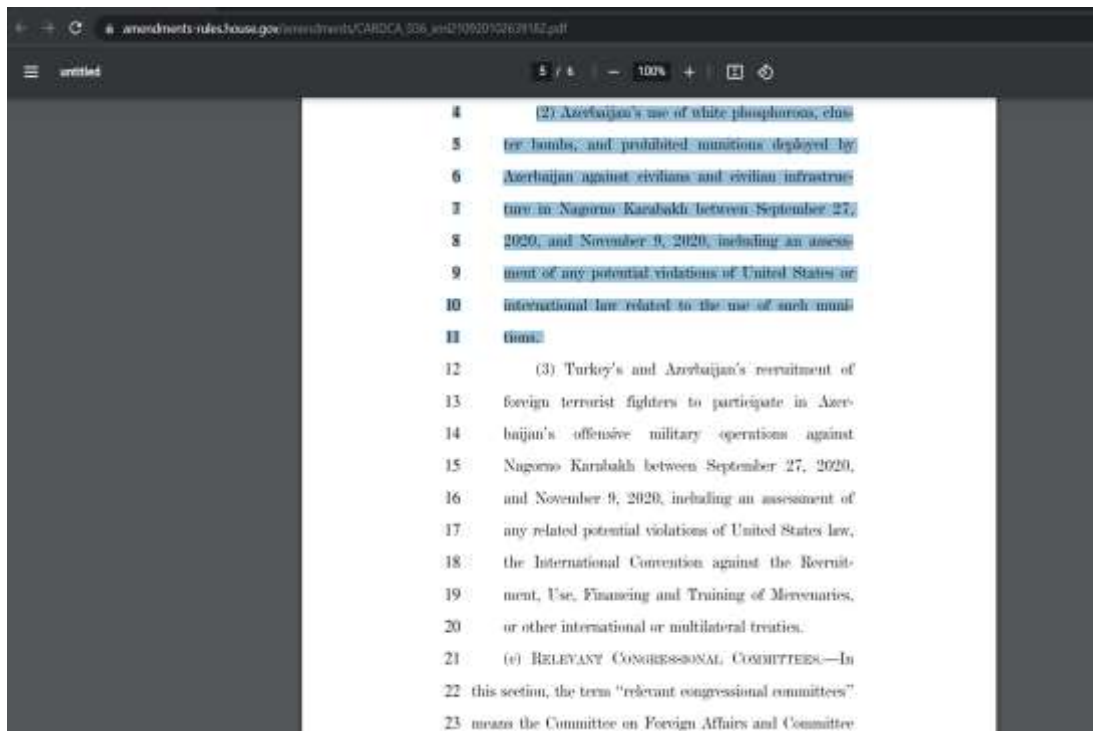 amendments-rules.house.gov/amendments/CARDCA_036_xml210920102639182.pdf
untitled
5 / 6 — 100% +
4 (2) Azerbaijan's use of white phosphorous, clus-
5 ter bombs, and prohibited munitions deployed by
6 Azerbaijan against civilians and civilian infrastruc-
7 ture in Nagorno Karabakh between September 27,
8 2020, and November 9, 2020, including an assess-
9 ment of any potential violations of United States or
10 international law related to the use of such muni-
11 tions.
12 (3) Turkey's and Azerbaijan's recruitment of
13 foreign terrorist fighters to participate in Azer-
14 baijan's offensive military operations against
15 Nagorno Karabakh between September 27, 2020,
16 and November 9, 2020, including an assessment of
17 any related potential violations of United States law,
18 the International Convention against the Recruit-
19 ment, Use, Financing and Training of Mercenaries,
20 or other international or multilateral treaties.
21 (e) RELEVANT CONGRESSIONAL COMMITTEES.—In
22 this section, the term “relevant congressional committees”
23 means the Committee on Foreign Affairs and Committee